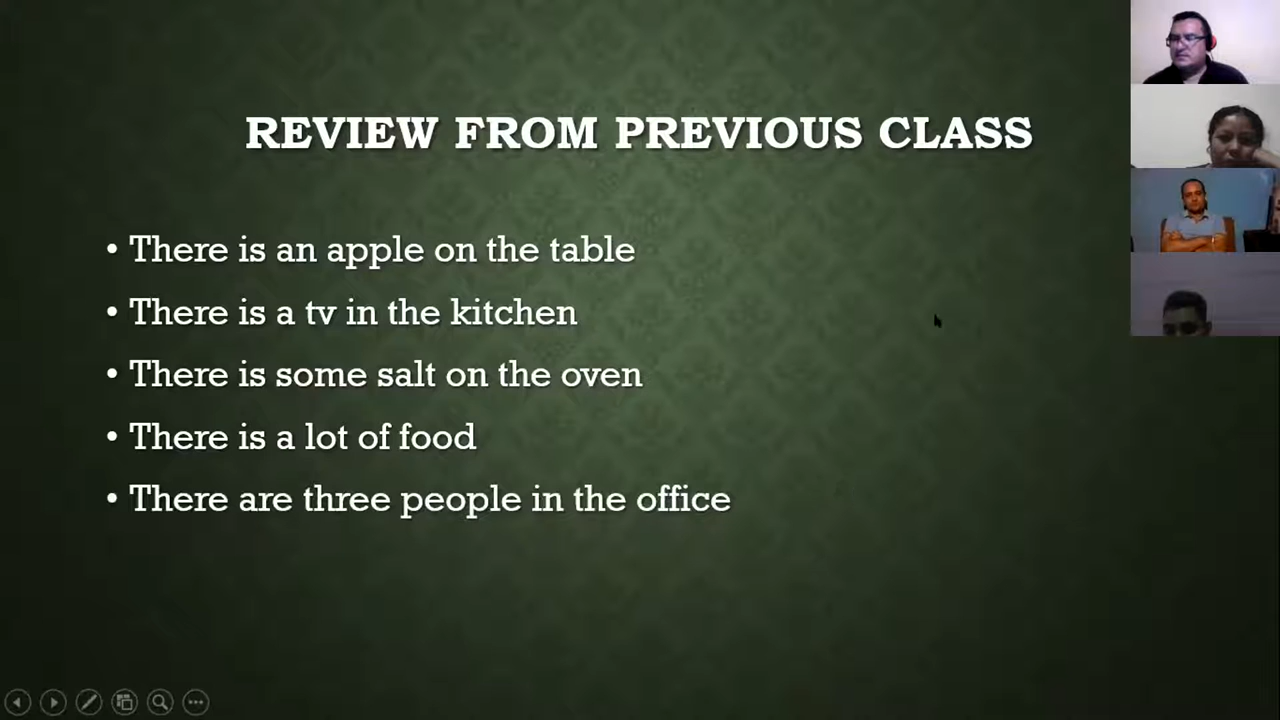 REVIEW FROM PREVIOUS CLASS
• There is an apple on the table
• There is a tv in the kitchen
• There is some salt on the oven
• There is a lot of food
• There are three people in the office